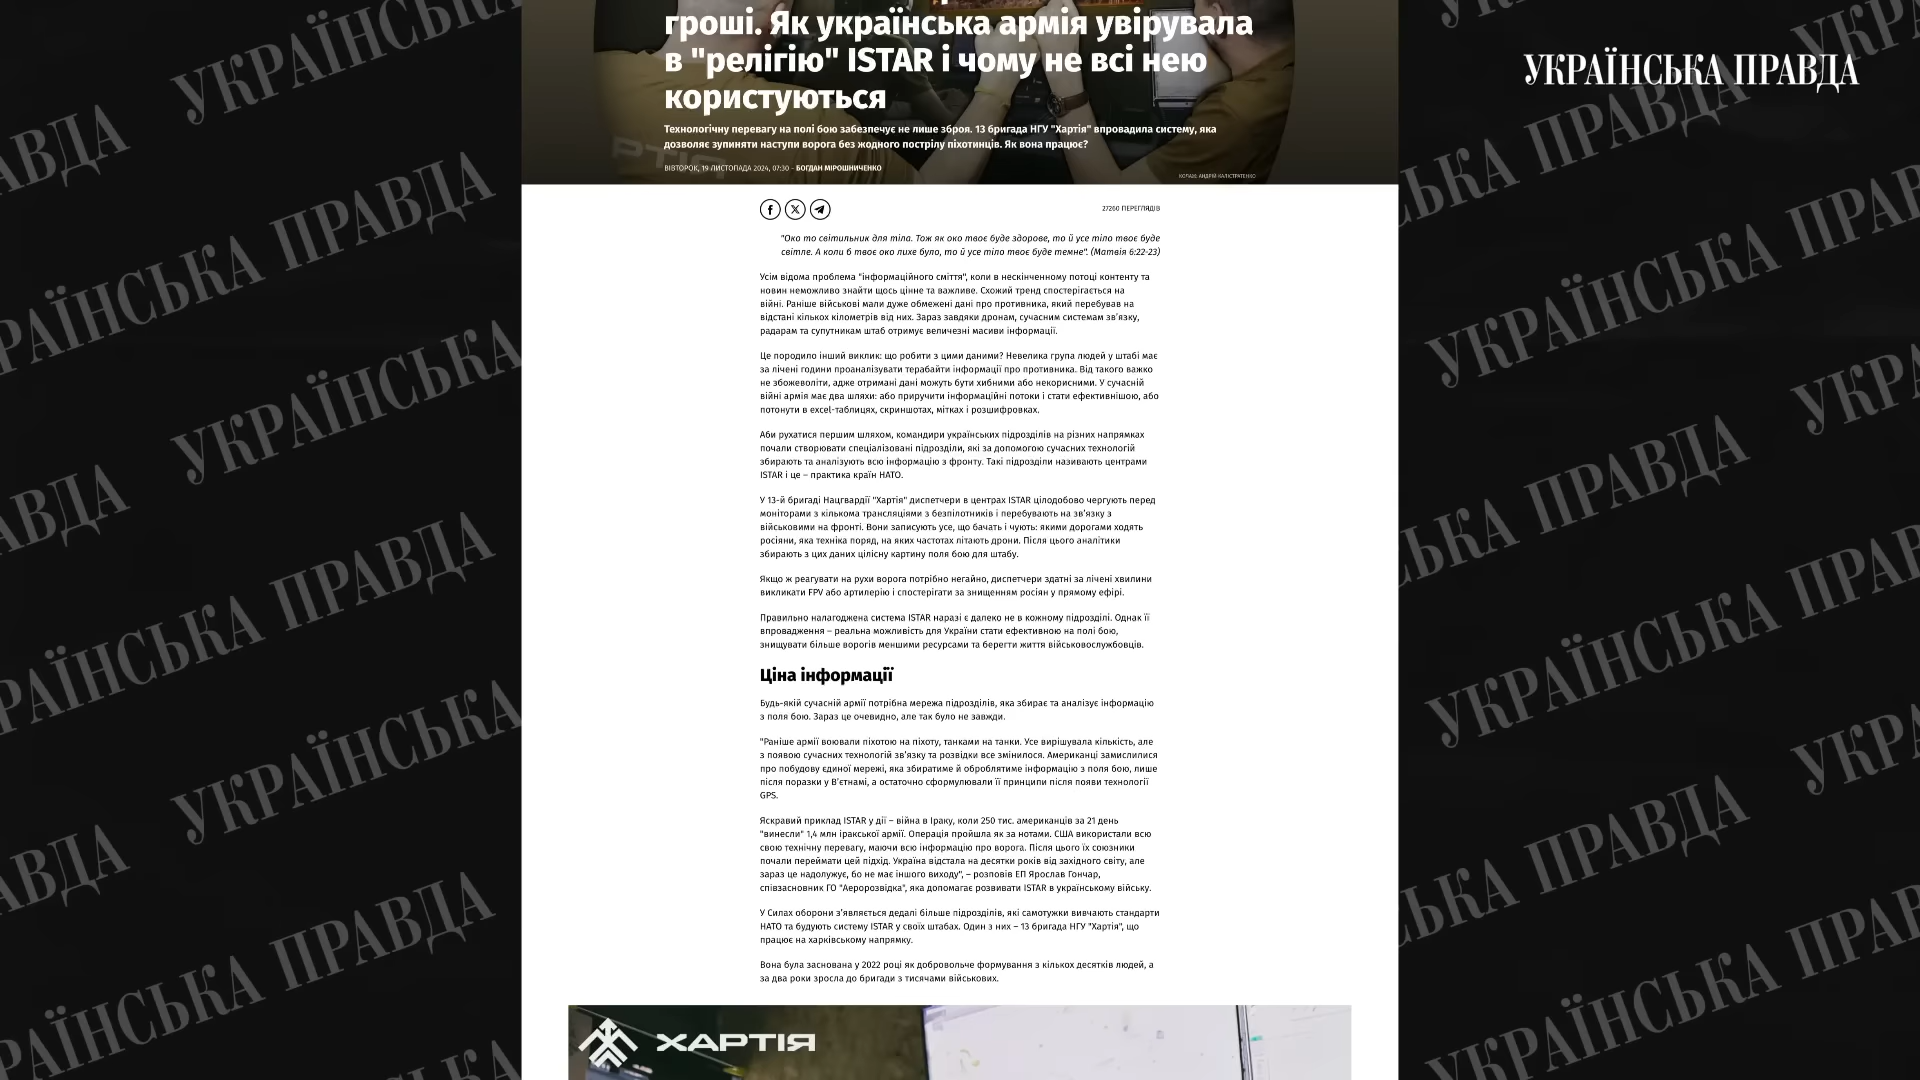 УКРАЇНСЬКА ПРАВДА
гроші. Як українська армія увірувала
в "релігію" ISTAR і чому не всі нею
користуються
Технологічну перевагу на полі бою забезпечує не лише зброя. 13 бригада НГУ "Хартія" впровадила систему, яка
дозволяє зупиняти наступи ворога без жодного пострілу піхотинців. Як вона працює?
ВІВТОРОК, 19 ЛИСТОПАДА 2024, 07:30 - БОГДАН МІРОШНИЧЕНКО
КОЛАЖ: АНДРІЙ КАЛІСТРАТЕНКО
27260 ПЕРЕГЛЯДІВ
"Око то світильник для тіла. Тож як око твоє буде здорове, то й усе тіло твоє буде
світле. А коли б твоє око лихе було, то й усе тіло твоє буде темне". (Матвія 6:22-23)
Усім відома проблема "інформаційного сміття", коли в нескінченному потоці контенту та
новин неможливо знайти щось цінне та важливе. Схожий тренд спостерігається на
війні. Раніше військові мали дуже обмежені дані про противника, який перебував на
відстані кількох кілометрів від них. Зараз завдяки дронам, сучасним системам зв'язку,
радарам та супутникам штаб отримує величезні масиви інформації.
Це породило інший виклик: що робити з цими даними? Невелика група людей у штабі має
за лічені години проаналізувати терабайти інформації про противника. Від такого важко
не збожеволіти, адже отримані дані можуть бути хибними або некорисними. У сучасній
війні армія має два шляхи: або приручити інформаційні потоки і стати ефективнішою, або
потонути в excel-таблицях, скриншотах, мітках і розшифровках.
Аби рухатися першим шляхом, командири українських підрозділів на різних напрямках
почали створювати спеціалізовані підрозділи, які за допомогою сучасних технологій
збирають та аналізують всю інформацію з фронту. Такі підрозділи називають центрами
ISTAR і це – практика країн НАТО.
У 13-й бригаді Нацгвардії "Хартія" диспетчери в центрах ISTAR цілодобово чергують перед
моніторами з кількома трансляціями з безпілотників і перебувають на зв'язку з
військовими на фронті. Вони записують усе, що бачать і чують: якими дорогами ходять
росіяни, яка техніка поряд, на яких частотах літають дрони. Після цього аналітики
збирають з цих даних цілісну картину поля бою для штабу.
Якщо ж реагувати на рухи ворога потрібно негайно, диспетчери здатні за лічені хвилини
викликати FPV або артилерію і спостерігати за знищенням росіян у прямому ефірі.
Правильно налагоджена система ISTAR наразі є далеко не в кожному підрозділі. Однак її
впровадження – реальна можливість для України стати ефективною на полі бою,
знищувати більше ворогів меншими ресурсами та берегти життя військовослужбовців.
Ціна інформації
Будь-якій сучасній армії потрібна мережа підрозділів, яка збирає та аналізує інформацію
з поля бою. Зараз це очевидно, але так було не завжди.
"Раніше армії воювали піхотою на піхоту, танками на танки. Усе вирішувала кількість, але
з появою сучасних технологій зв'язку та розвідки все змінилося. Американці замислилися
про побудову єдиної мережі, яка збиратиме й оброблятиме інформацію з поля бою, лише
після поразки у В'єтнамі, а остаточно сформулювали її принципи після появи технології
GPS.
Яскравий приклад ISTAR у дії – війна в Іраку, коли 250 тис. американців за 21 день
"винесли" 1,4 млн іракської армії. Операція пройшла як за нотами. США використали всю
свою технічну перевагу, маючи всю інформацію про ворога. Після цього їх союзники
почали переймати цей підхід. Україна відстала на десятки років від західного світу, але
зараз це надолужує, бо не має іншого виходу", – розповів ЕП Ярослав Гончар,
співзасновник ГО "Аеророзвідка", яка допомагає розвивати ISTAR в українському війську.
У Силах оборони з'являється дедалі більше підрозділів, які самотужки вивчають стандарти
НАТО та будують систему ISTAR у своїх штабах. Один з них – 13 бригада НГУ "Хартія", що
працює на харківському напрямку.
Вона була заснована у 2022 році як добровольче формування з кількох десятків людей, а
за два роки зросла до бригади з тисячами військових.
ХАРТІЯ